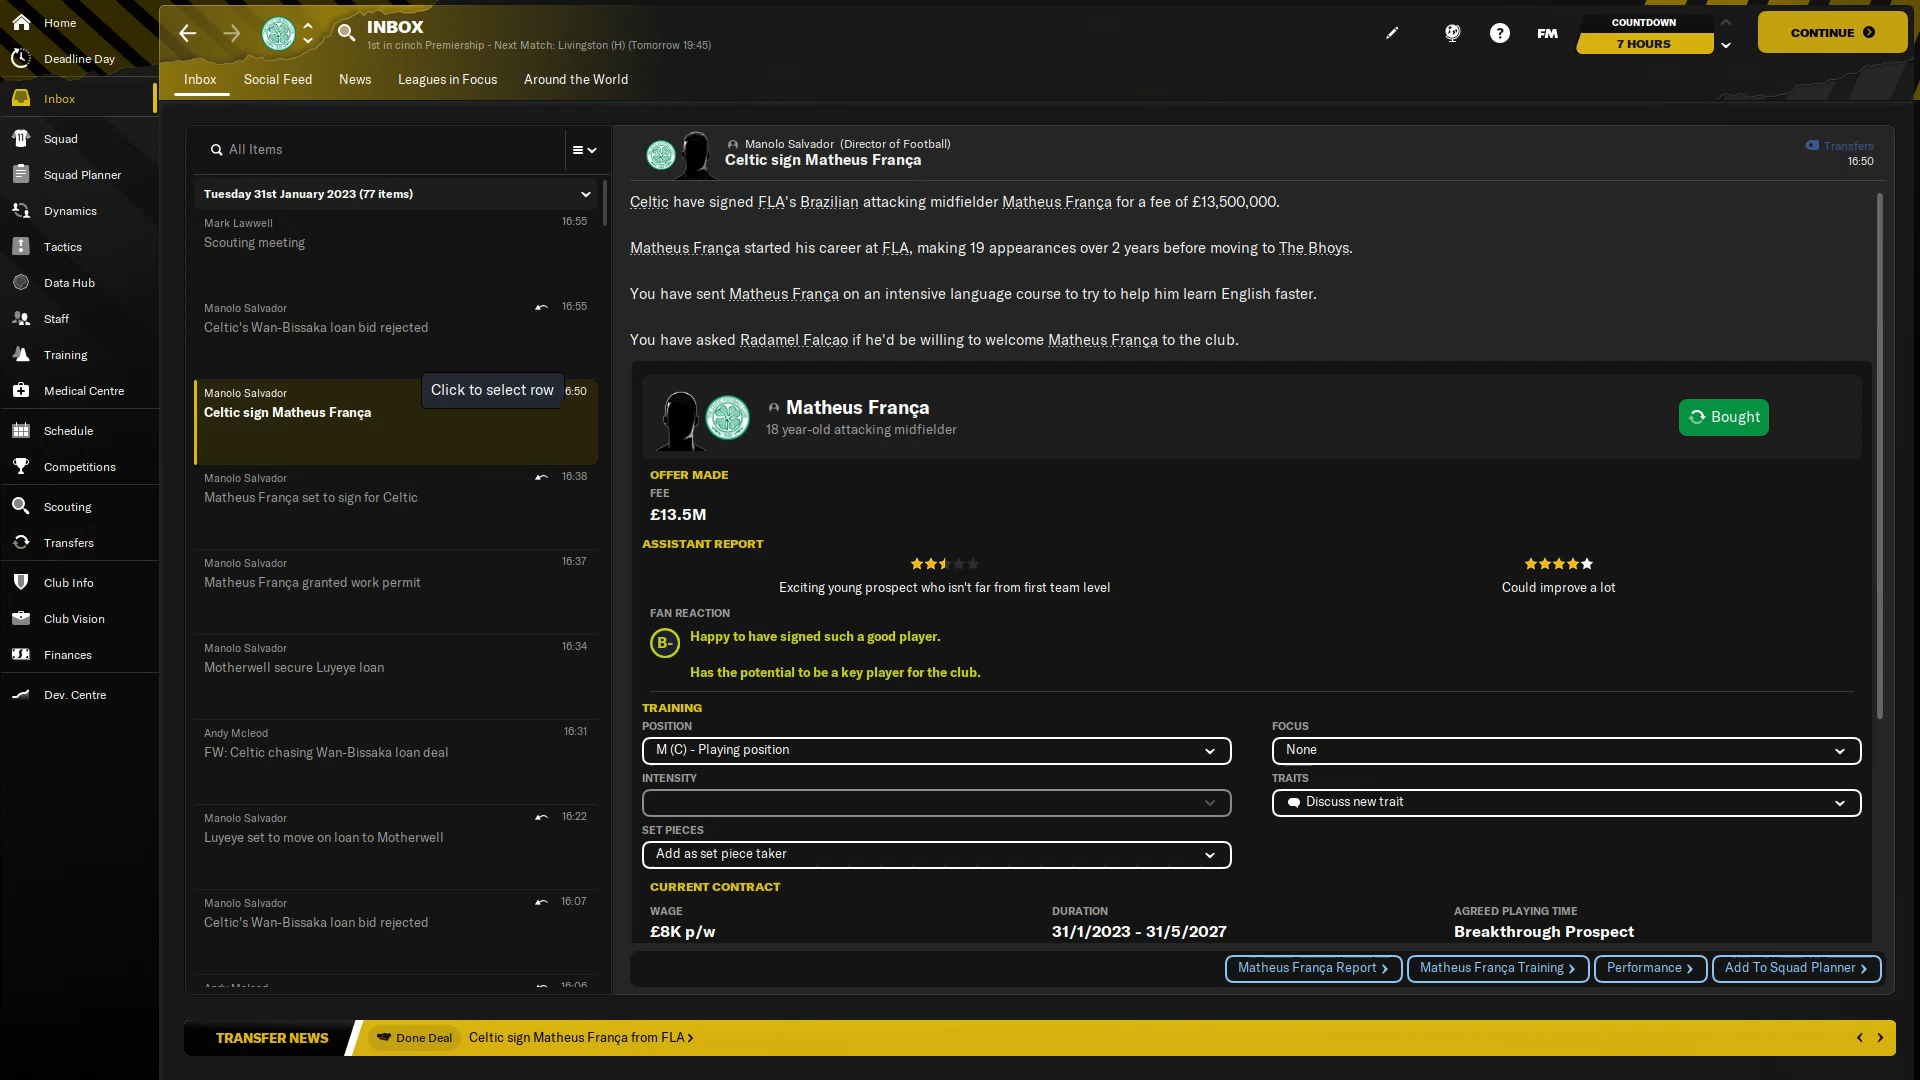 Home
Deadline Day
Inbox
Squad
Squad Planner
Dynamics
Tactics
Data Hub
Staff
Training
Medical Centre
Schedule
Competitions
Scouting
Transfers
Club Info
Club Vision
Finances
Dev. Centre
INBOX
1st in cinch Premiership - Next Match: Livingston (H) (Tomorrow 19:45)
FM
COUNTDOWN
7 HOURS
CONTINUE
Inbox
Social Feed
News
Leagues in Focus
Around the World
All Items
Tuesday 31st January 2023 (77 items)
Mark Lawwell 16:55
Scouting meeting
Manolo Salvador 16:55
Celtic's Wan-Bissaka loan bid rejected
Manolo Salvador 6:50
Celtic sign Matheus França
Click to select row
Manolo Salvador 16:38
Matheus França set to sign for Celtic
Manolo Salvador 16:37
Matheus França granted work permit
Manolo Salvador 16:34
Motherwell secure Luyeye loan
Andy Mcleod 16:31
FW: Celtic chasing Wan-Bissaka loan deal
Manolo Salvador 16:22
Luyeye set to move on loan to Motherwell
Manolo Salvador 16:07
Celtic's Wan-Bissaka loan bid rejected
Andy Mcleod 16:06
Manolo Salvador (Director of Football)
Celtic sign Matheus França
Transfers
16:50
Celtic have signed FLA's Brazilian attacking midfielder Matheus França for a fee of £13,500,000.
Matheus França started his career at FLA, making 19 appearances over 2 years before moving to The Bhoys.
You have sent Matheus França on an intensive language course to try to help him learn English faster.
You have asked Radamel Falcao if he'd be willing to welcome Matheus França to the club.
Matheus França
18 year-old attacking midfielder
Bought
OFFER MADE
FEE
£13.5M
ASSISTANT REPORT
Exciting young prospect who isn't far from first team level
Could improve a lot
FAN REACTION
B-
Happy to have signed such a good player.
Has the potential to be a key player for the club.
TRAINING
POSITION
M (C) - Playing position
FOCUS
None
INTENSITY
TRAITS
Discuss new trait
SET PIECES
Add as set piece taker
CURRENT CONTRACT
WAGE
£8K p/w
DURATION
31/1/2023 - 31/5/2027
AGREED PLAYING TIME
Breakthrough Prospect
Matheus França Report
Matheus França Training
Performance
Add To Squad Planner
TRANSFER NEWS
Done Deal
Celtic sign Matheus França from FLA